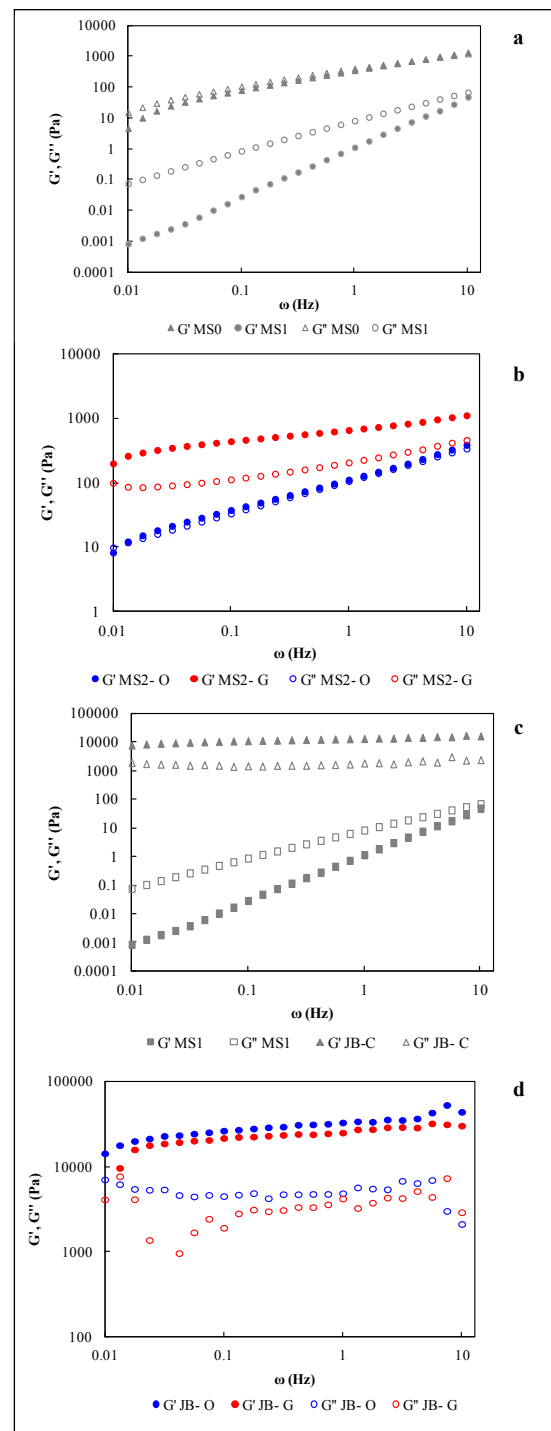 a
10000
1000
100
10
1
0.1
0.01
0.001
0.0001
G', G'' (Pa)
0.01 0.1 1 10
ω (Hz)
G' MS0 G' MS1 G'' MS0 G'' MS1
b
10000
1000
100
10
1
G', G'' (Pa)
0.01 0.1 1 10
ω (Hz)
G' MS2- O G' MS2- G G'' MS2- O G'' MS2- G
c
100000
10000
1000
100
10
1
0.1
0.01
0.001
0.0001
G', G'' (Pa)
0.01 0.1 1 10
ω (Hz)
G' MS1 G'' MS1 G' JB-C G'' JB- C
d
100000
10000
1000
100
G', G'' (Pa)
0.01 0.1 1 10
ω (Hz)
G' JB- O G' JB- G G'' JB- O G'' JB- G